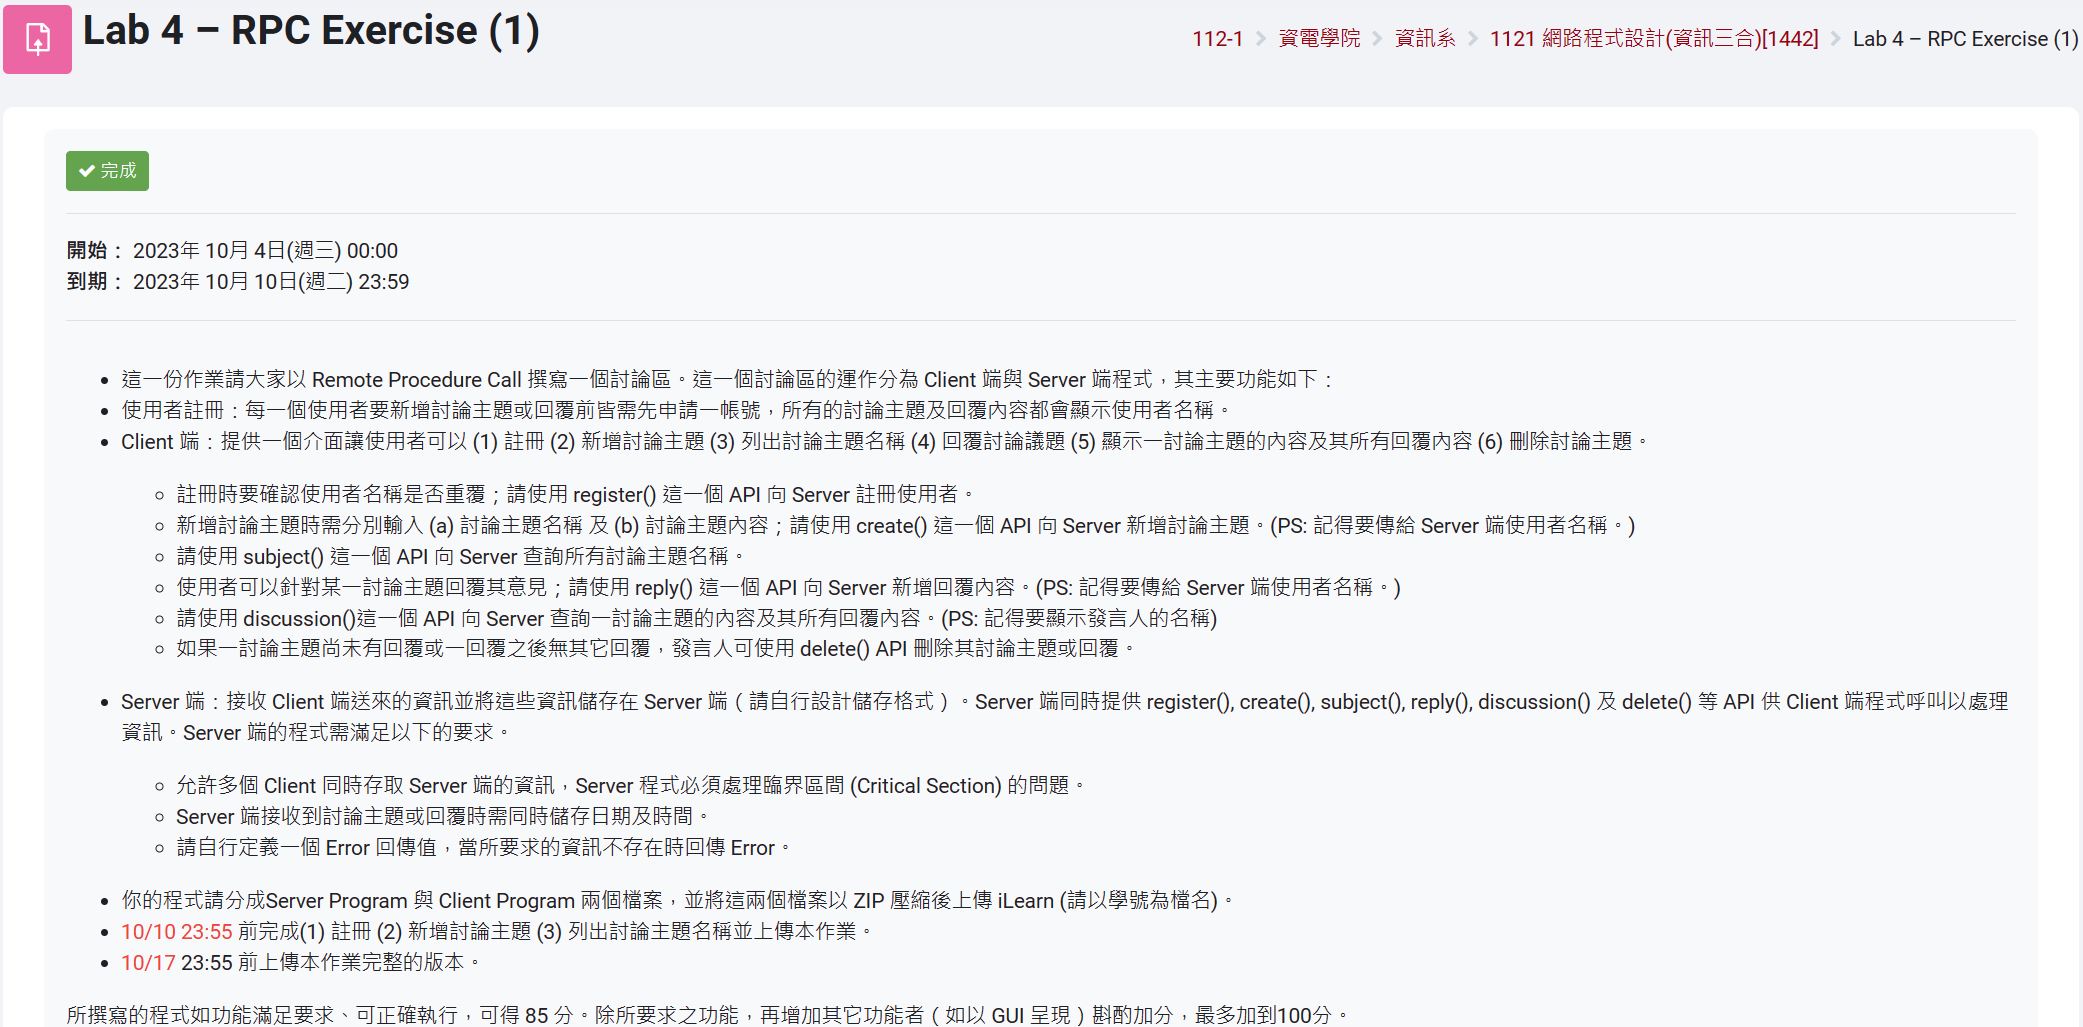 Lab 4 – RPC Exercise (1)
112-1 > 資電學院 > 資訊系 > 1121 網路程式設計(資訊三合)[1442] > Lab 4 – RPC Exercise (1)
完成
開始： 2023年 10月 4日(週三) 00:00
到期： 2023年 10月 10日(週二) 23:59
• 這一份作業請大家以 Remote Procedure Call 撰寫一個討論區。這一個討論區的運作分為 Client 端與 Server 端程式，其主要功能如下：
• 使用者註冊：每一個使用者要新增討論主題或回覆前皆需先申請一帳號，所有的討論主題及回覆內容都會顯示使用者名稱。
• Client 端：提供一個介面讓使用者可以 (1) 註冊 (2) 新增討論主題 (3) 列出討論主題名稱 (4) 回覆討論議題 (5) 顯示一討論主題的內容及其所有回覆內容 (6) 刪除討論主題。
◦ 註冊時要確認使用者名稱是否重覆；請使用 register() 這一個 API 向 Server 註冊使用者。
◦ 新增討論主題時需分別輸入 (a) 討論主題名稱 及 (b) 討論主題內容；請使用 create() 這一個 API 向 Server 新增討論主題。(PS: 記得要傳給 Server 端使用者名稱。)
◦ 請使用 subject() 這一個 API 向 Server 查詢所有討論主題名稱。
◦ 使用者可以針對某一討論主題回覆其意見；請使用 reply() 這一個 API 向 Server 新增回覆內容。(PS: 記得要傳給 Server 端使用者名稱。)
◦ 請使用 discussion()這一個 API 向 Server 查詢一討論主題的內容及其所有回覆內容。(PS: 記得要顯示發言人的名稱)
◦ 如果一討論主題尚未有回覆或一回覆之後無其它回覆，發言人可使用 delete() API 刪除其討論主題或回覆。
• Server 端：接收 Client 端送來的資訊並將這些資訊儲存在 Server 端（請自行設計儲存格式）。Server 端同時提供 register(), create(), subject(), reply(), discussion() 及 delete() 等 API 供 Client 端程式呼叫以處理
資訊。Server 端的程式需滿足以下的要求。
◦ 允許多個 Client 同時存取 Server 端的資訊，Server 程式必須處理臨界區間 (Critical Section) 的問題。
◦ Server 端接收到討論主題或回覆時需同時儲存日期及時間。
◦ 請自行定義一個 Error 回傳值，當所要求的資訊不存在時回傳 Error。
• 你的程式請分成Server Program 與 Client Program 兩個檔案，並將這兩個檔案以 ZIP 壓縮後上傳 iLearn (請以學號為檔名)。
• 10/10 23:55 前完成(1) 註冊 (2) 新增討論主題 (3) 列出討論主題名稱並上傳本作業。
• 10/17 23:55 前上傳本作業完整的版本。
所撰寫的程式如功能滿足要求、可正確執行，可得 85 分。除所要求之功能，再增加其它功能者（如以 GUI 呈現）斟酌加分，最多加到100分。